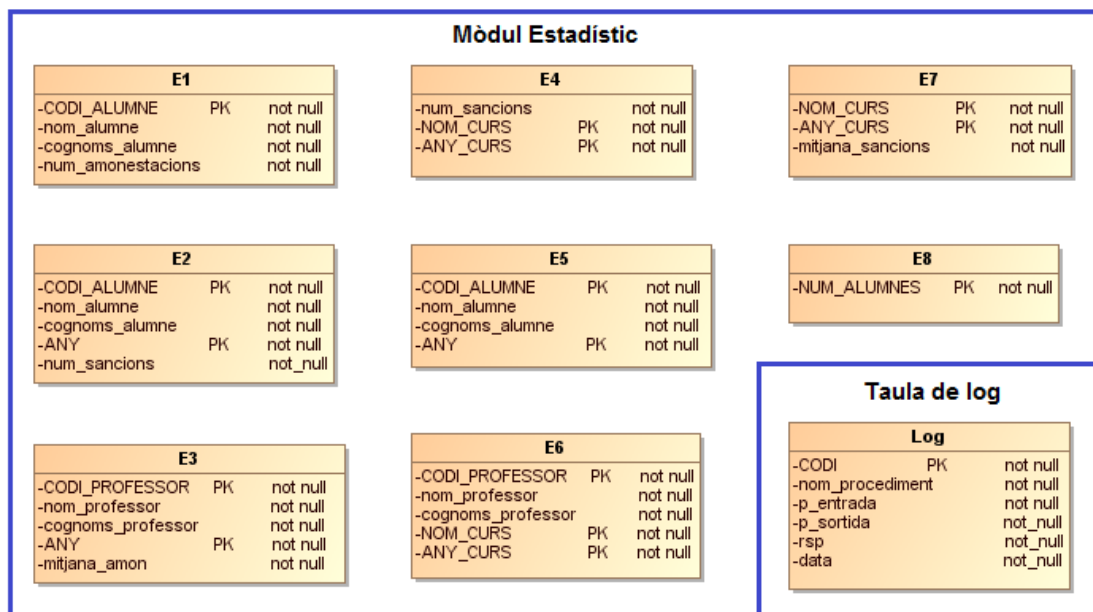 Mòdul Estadístic
E1
-CODI_ALUMNE PK not null
-nom_alumne not null
-cognoms_alumne not null
-num_amonestacions not null
E4
-num_sancions not null
-NOM_CURS PK not null
-ANY_CURS PK not null
E7
-NOM_CURS PK not null
-ANY_CURS PK not null
-mitjana_sancions not null
E2
-CODI_ALUMNE PK not null
-nom_alumne not null
-cognoms_alumne not null
-ANY PK not null
-num_sancions not_null
E5
-CODI_ALUMNE PK not null
-nom_alumne not null
-cognoms_alumne not null
-ANY PK not null
E8
-NUM_ALUMNES PK not null
E3
-CODI_PROFESSOR PK not null
-nom_professor not null
-cognoms_professor not null
-ANY PK not null
-mitjana_amon not null
E6
-CODI_PROFESSOR PK not null
-nom_professor not null
-cognoms_professor not null
-NOM_CURS PK not null
-ANY_CURS PK not null
Taula de log
Log
-CODI PK not null
-nom_procediment not null
-p_entrada not null
-p_sortida not_null
-rsp not_null
-data not_null